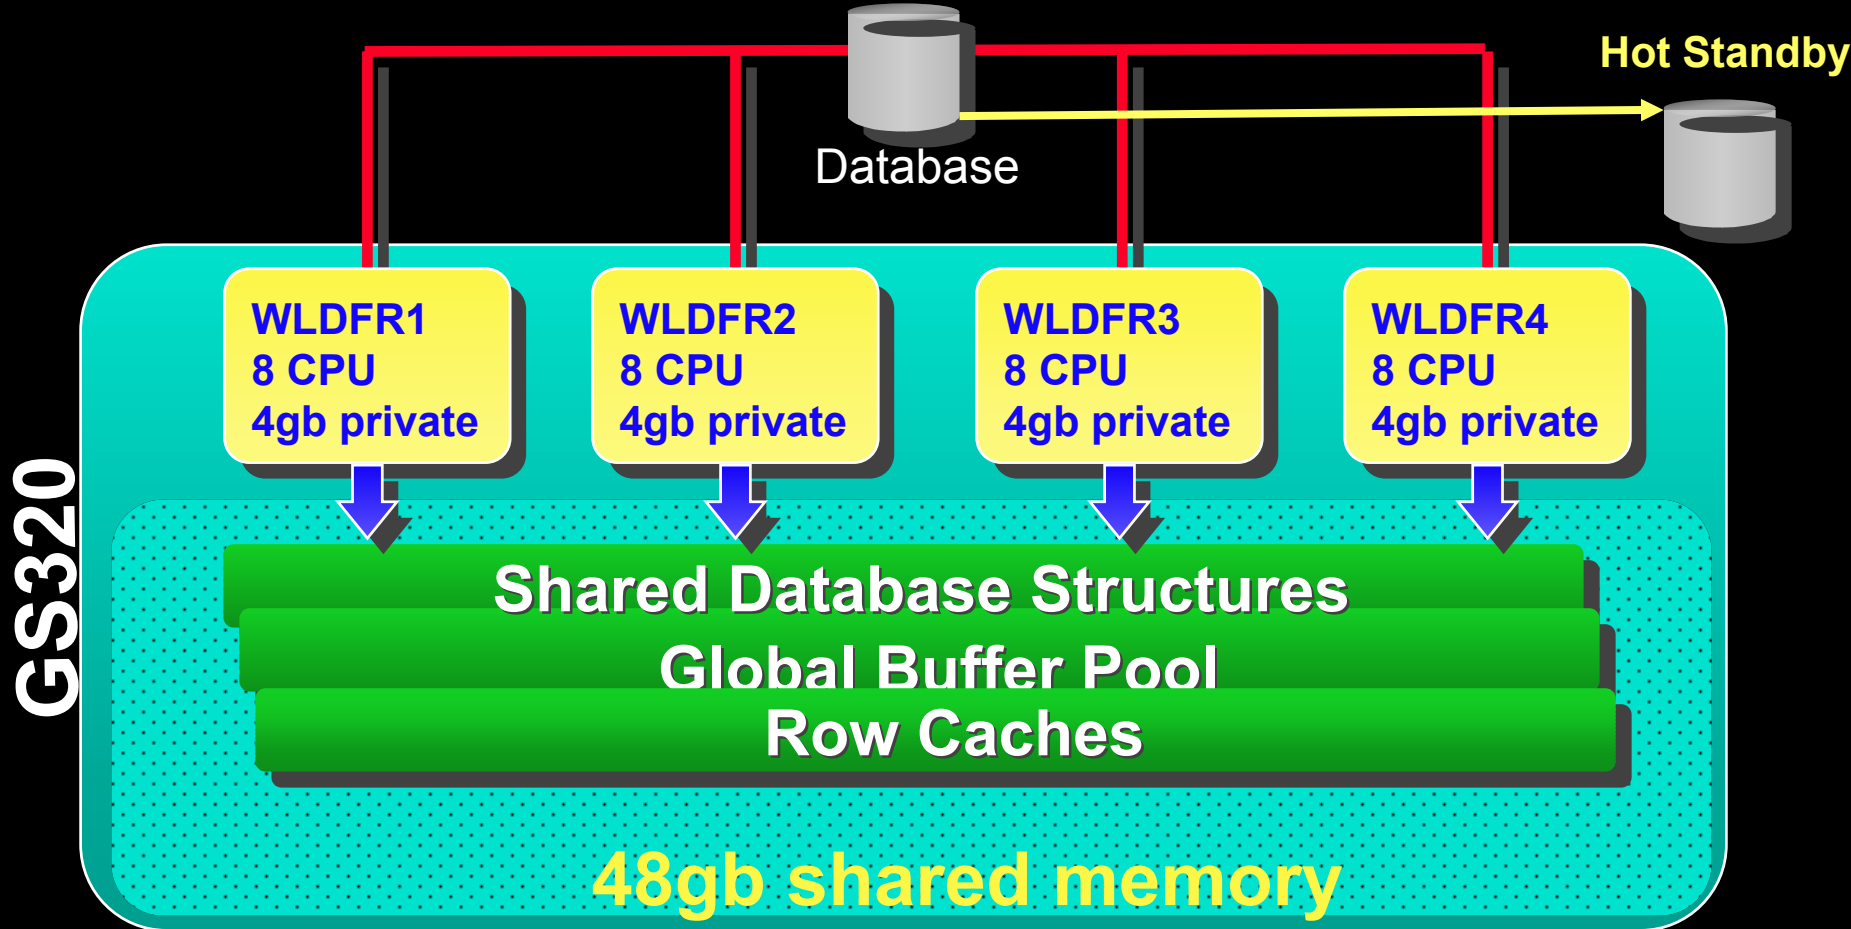 Hot Standby
Database
WLDFR1
8 CPU
4gb private
WLDFR2
8 CPU
4gb private
WLDFR3
8 CPU
4gb private
WLDFR4
8 CPU
4gb private
GS320
Shared Database Structures
Global Buffer Pool
Row Caches
48gb shared memory